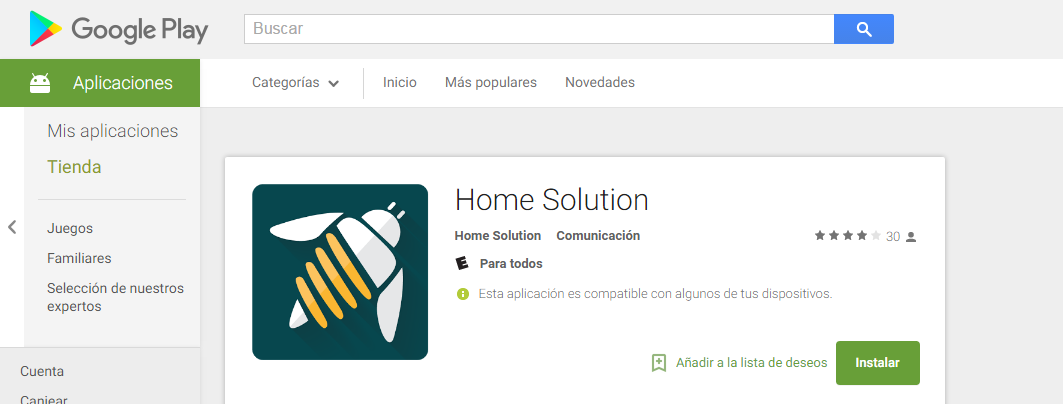 Google Play
Buscar
Aplicaciones
Categorías
Inicio
Más populares
Novedades
Mis aplicaciones
Tienda
Juegos
Familiares
Selección de nuestros
expertos
Cuenta
Canjear
Home Solution
Home Solution Comunicación
30
E Para todos
Esta aplicación es compatible con algunos de tus dispositivos.
Añadir a la lista de deseos
Instalar